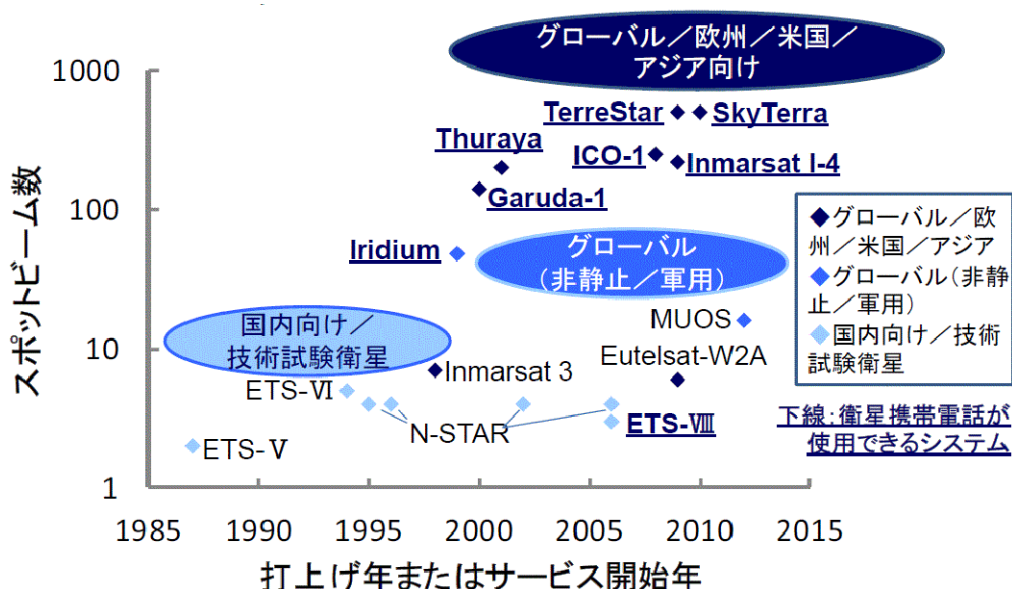 グローバル／欧州／米国／
アジア向け
1000
TerreStar
SkyTerra
Thuraya
ICO-1
Inmarsat I-4
Garuda-1
100
スポットビーム数
Iridium
グローバル
（非静止／軍用）
◆グローバル／欧
州／米国／アジア
◆グローバル（非静
止／軍用）
◆国内向け／技術
試験衛星
国内向け／
技術試験衛星
MUOS
10
Eutelsat-W2A
Inmarsat 3
ETS-Ⅵ
N-STAR
ETS-Ⅷ
下線：衛星携帯電話が
使用できるシステム
ETS-Ⅴ
1
1985 1990 1995 2000 2005 2010 2015
打上げ年またはサービス開始年